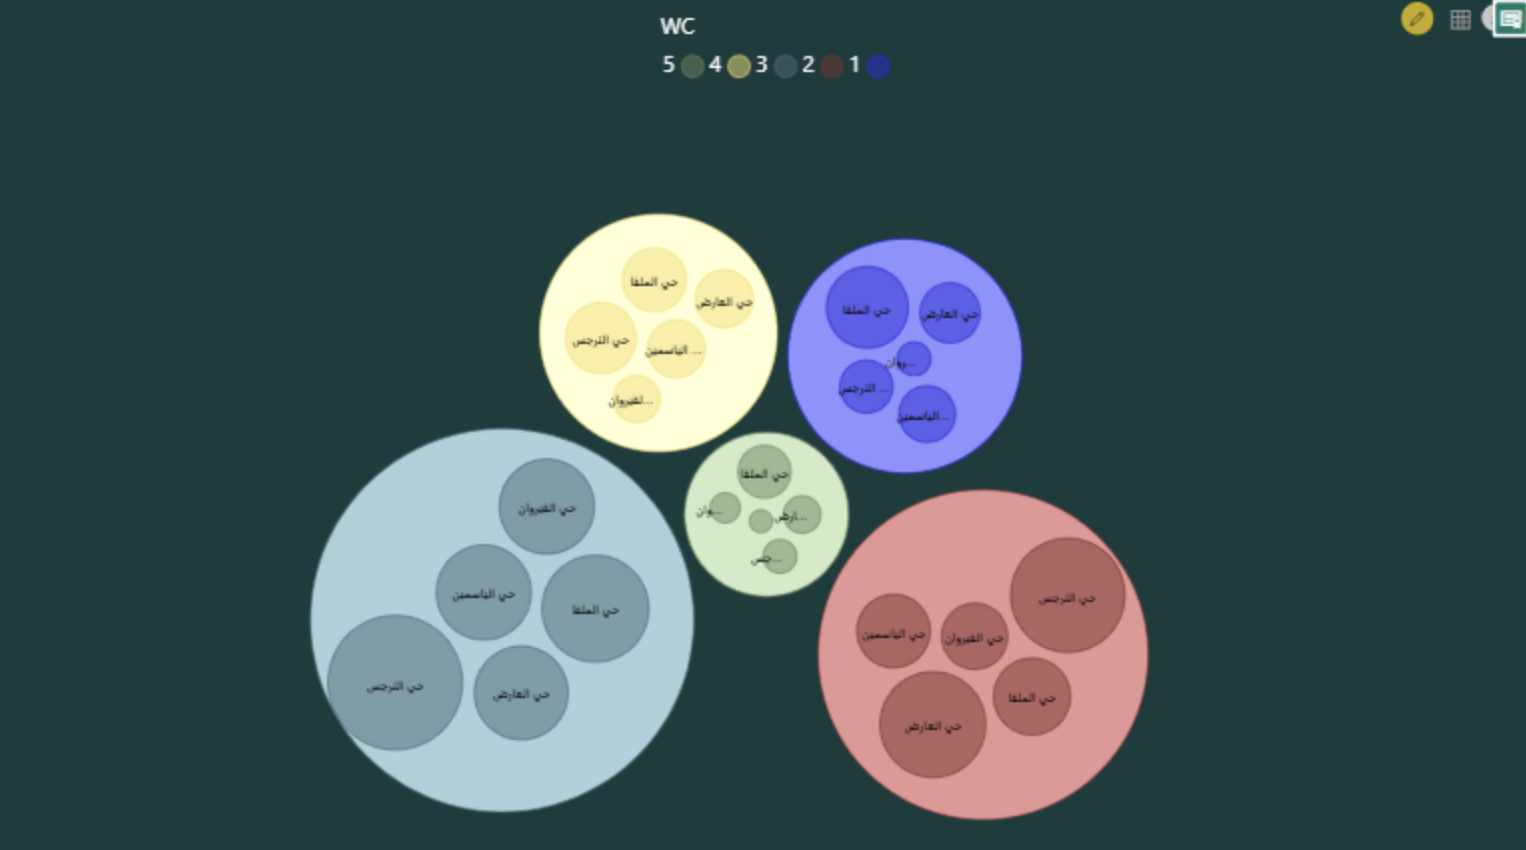 WC
5 4 3 2 1
حي الملقا
حي العارض
حي النرجس
الياسمين ...
لقيروان...
حي الملقا
حي العارض
روان...
النرجس ...
الياسمين...
حي الملقا
وان...
ارض...
جس...
حي القيروان
حي الياسمين
حي الملقا
حي النرجس
حي العارض
حي النرجس
حي الياسمين
حي القيروان
حي الملقا
حي العارض